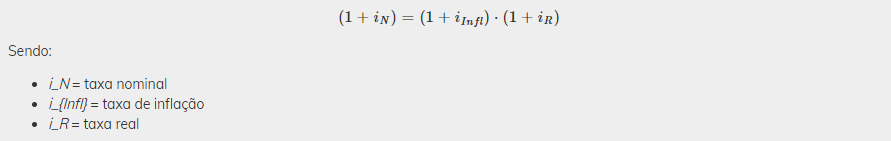 (1 + i_N) = (1 + i_{Infl}) · (1 + i_R)
Sendo:
• i_N = taxa nominal
• i_{Infl} = taxa de inflação
• i_R = taxa real